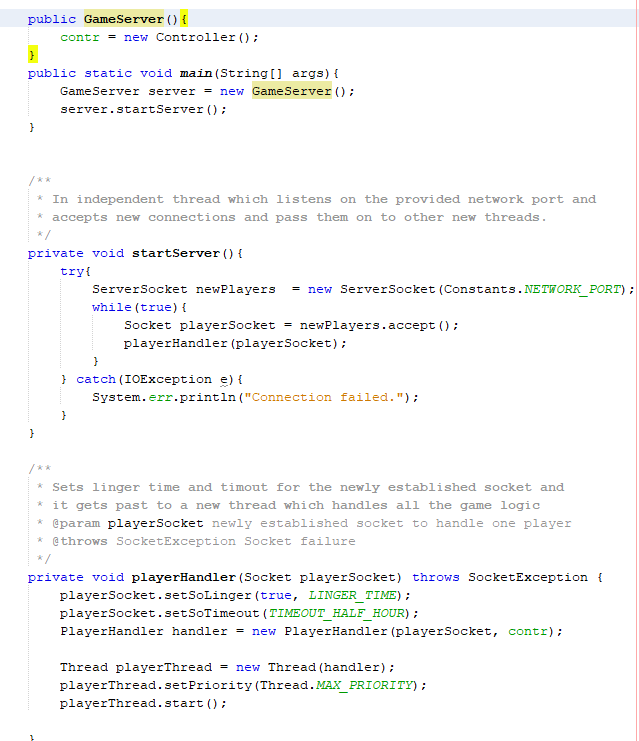 public GameServer(){
    contr = new Controller();
}
public static void main(String[] args){
    GameServer server = new GameServer();
    server.startServer();
}
/**
 * In independent thread which listens on the provided network port and
 * accepts new connections and pass them on to other new threads.
 */
private void startServer(){
    try{
        ServerSocket newPlayers  = new ServerSocket(Constants.NETWORK_PORT);
        while(true){
            Socket playerSocket = newPlayers.accept();
            playerHandler(playerSocket);
        }
    } catch(IOException e){
        System.err.println("Connection failed.");
    }
}
/**
 * Sets linger time and timout for the newly established socket and
 * it gets past to a new thread which handles all the game logic
 * @param playerSocket newly established socket to handle one player
 * @throws SocketException Socket failure
 */
private void playerHandler(Socket playerSocket) throws SocketException {
    playerSocket.setSoLinger(true, LINGER_TIME);
    playerSocket.setSoTimeout(TIMEOUT_HALF_HOUR);
    PlayerHandler handler = new PlayerHandler(playerSocket, contr);
    Thread playerThread = new Thread(handler);
    playerThread.setPriority(Thread.MAX_PRIORITY);
    playerThread.start();
}